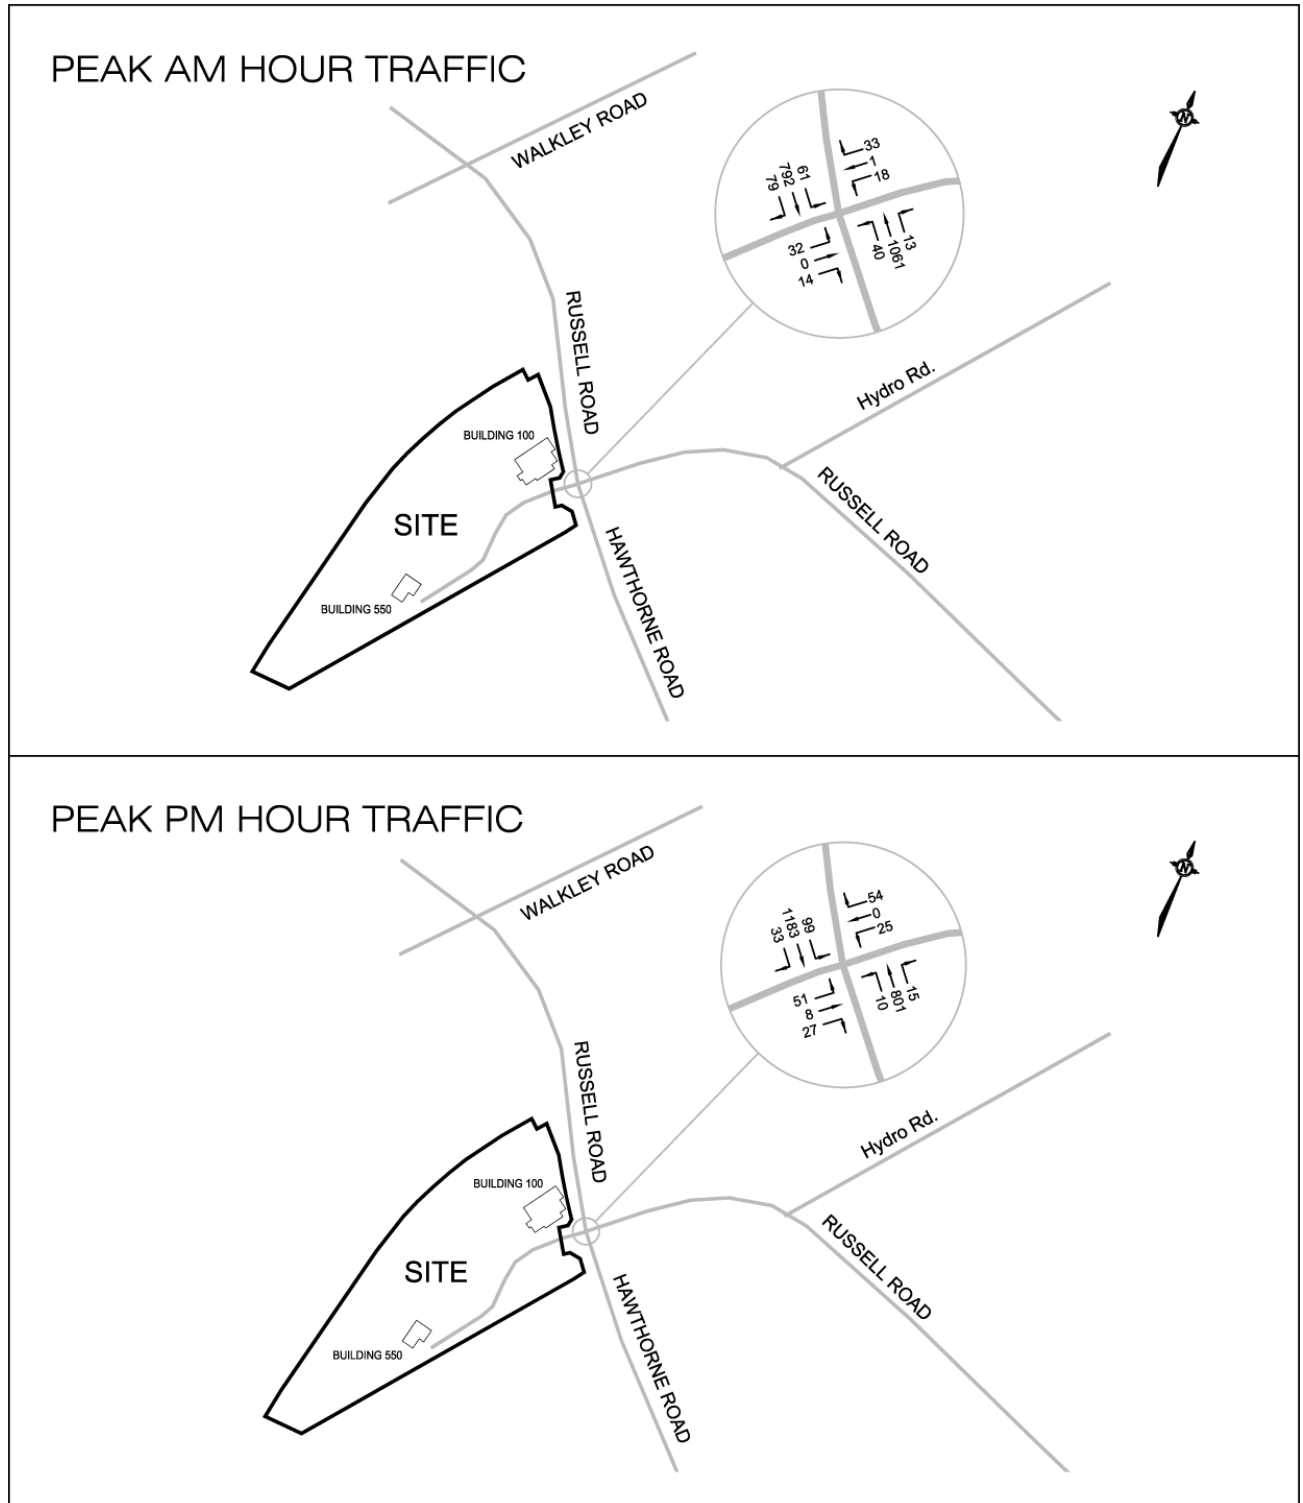 PEAK AM HOUR TRAFFIC
WALKLEY ROAD
N
33
1
18
79
792
61
32
0
14
40
1061
13
RUSSELL ROAD
Hydro Rd.
BUILDING 100
RUSSELL ROAD
SITE
HAWTHORNE ROAD
BUILDING 550
PEAK PM HOUR TRAFFIC
WALKLEY ROAD
N
54
0
25
33
1183
99
51
8
27
10
801
15
RUSSELL ROAD
Hydro Rd.
BUILDING 100
RUSSELL ROAD
SITE
HAWTHORNE ROAD
BUILDING 550